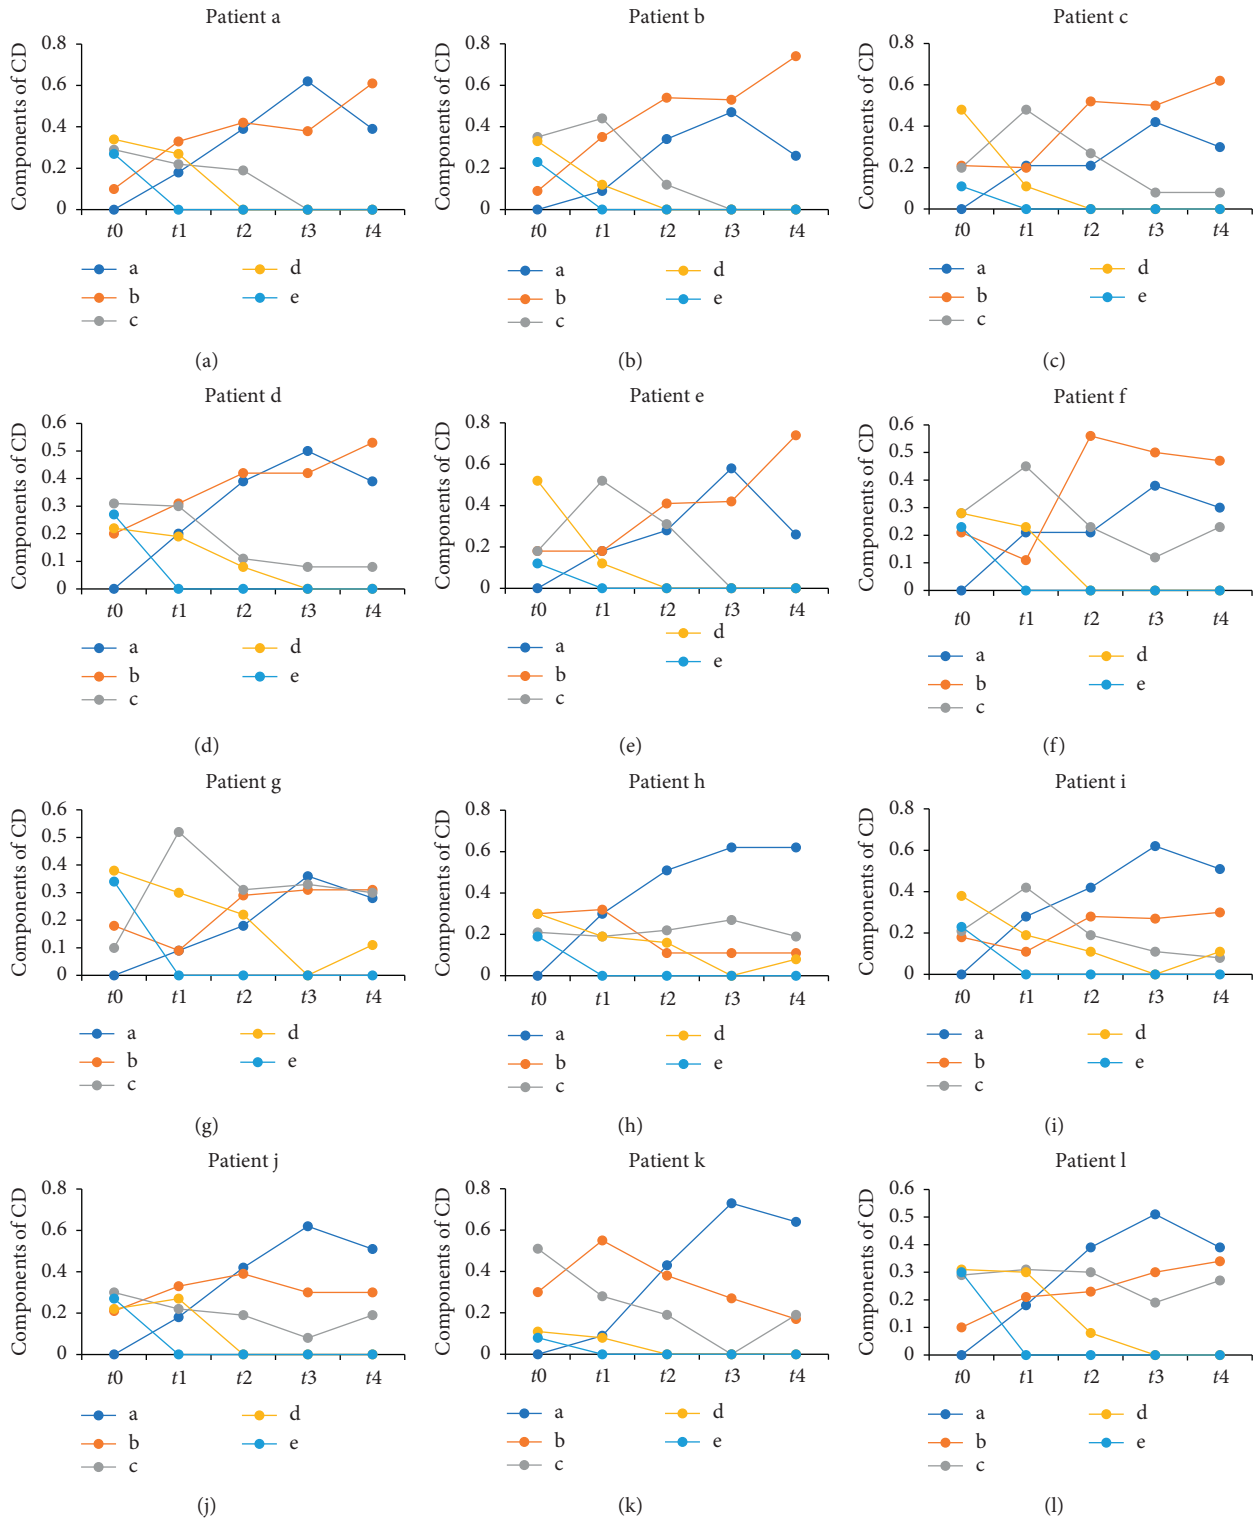 Patient a
Components of CD
0.8
0.6
0.4
0.2
0
t0 t1 t2 t3 t4
a d
b e
c
(a)
Patient b
Components of CD
0.8
0.6
0.4
0.2
0
t0 t1 t2 t3 t4
a d
b e
c
(b)
Patient c
Components of CD
0.8
0.6
0.4
0.2
0
t0 t1 t2 t3 t4
a d
b e
c
(c)
Patient d
Components of CD
0.6
0.5
0.4
0.3
0.2
0.1
0
t0 t1 t2 t3 t4
a d
b e
c
(d)
Patient e
Components of CD
0.8
0.6
0.4
0.2
0
t0 t1 t2 t3 t4
d
a e
b
c
(e)
Patient f
Components of CD
0.6
0.5
0.4
0.3
0.2
0.1
0
t0 t1 t2 t3 t4
a d
b e
c
(f)
Patient g
Components of CD
0.6
0.5
0.4
0.3
0.2
0.1
0
t0 t1 t2 t3 t4
a d
b e
c
(g)
Patient h
Components of CD
0.8
0.6
0.4
0.2
0
t0 t1 t2 t3 t4
a d
b e
c
(h)
Patient i
Components of CD
0.8
0.6
0.4
0.2
0
t0 t1 t2 t3 t4
a d
b e
c
(i)
Patient j
Components of CD
0.8
0.6
0.4
0.2
0
t0 t1 t2 t3 t4
a d
b e
c
(j)
Patient k
Components of CD
0.8
0.6
0.4
0.2
0
t0 t1 t2 t3 t4
a d
b e
c
(k)
Patient l
Components of CD
0.6
0.5
0.4
0.3
0.2
0.1
0
t0 t1 t2 t3 t4
a d
b e
c
(l)